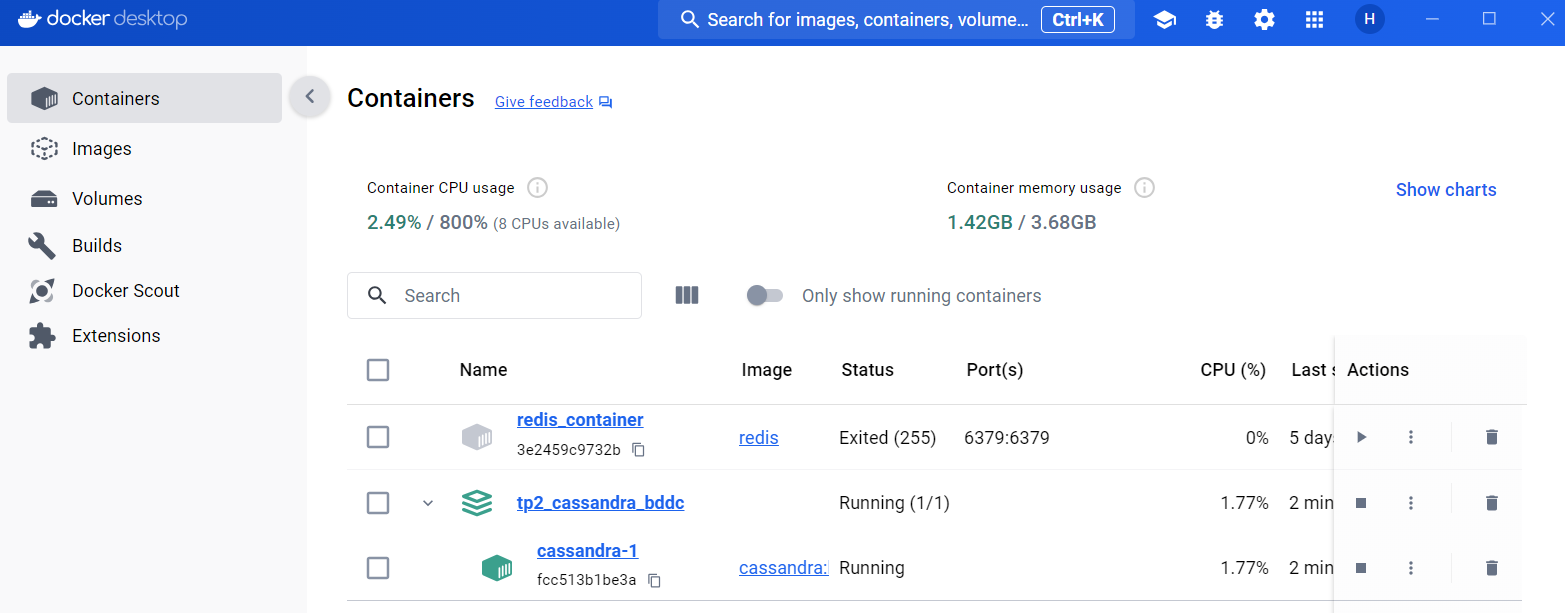 docker desktop
Search for images, containers, volume... Ctrl+K
H
Containers
Images
Volumes
Builds
Docker Scout
Extensions
Containers Give feedback
Container CPU usage
2.49% / 800% (8 CPUs available)
Container memory usage
1.42GB / 3.68GB
Show charts
Search
Only show running containers
Name Image Status Port(s) CPU (%) Last s Actions
redis_container
3e2459c9732b
redis Exited (255) 6379:6379 0% 5 day
tp2_cassandra_bddc Running (1/1) 1.77% 2 min
cassandra-1
fcc513b1be3a
cassandra: Running 1.77% 2 min